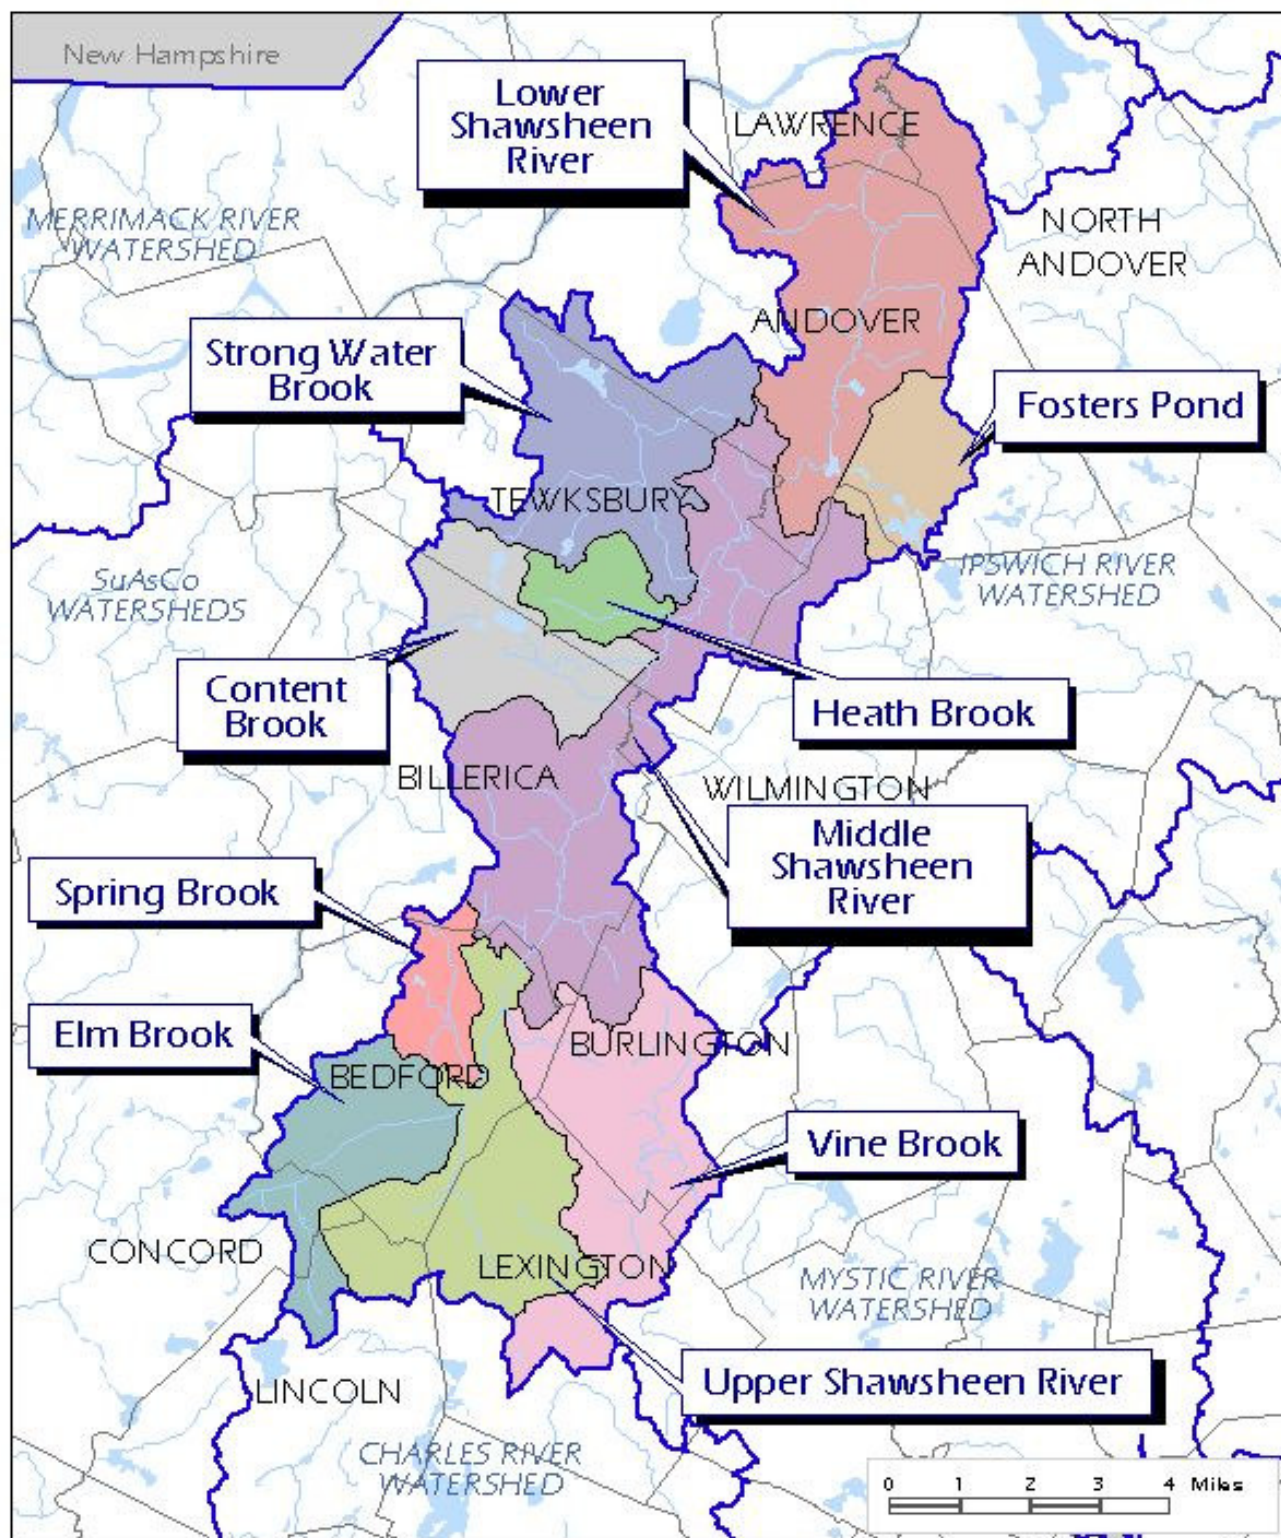 New Hampshire
Lower
Shawsheen
River
LAWRENCE
MERRIMACK RIVER
WATERSHED
NORTH
ANDOVER
ANDOVER
Strong Water
Brook
Fosters Pond
TEWKSBURY
SuAsCo
WATERSHEDS
IPSWICH RIVER
WATERSHED
Content
Brook
Heath Brook
BILLERICA
WILMINGTON
Middle
Shawsheen
River
Spring Brook
Elm Brook
BURLINGTON
BEDFORD
Vine Brook
CONCORD
LEXINGTON
MYSTIC RIVER
WATERSHED
Upper Shawsheen River
LINCOLN
CHARLES RIVER
WATERSHED
0 1 2 3 4 Miles